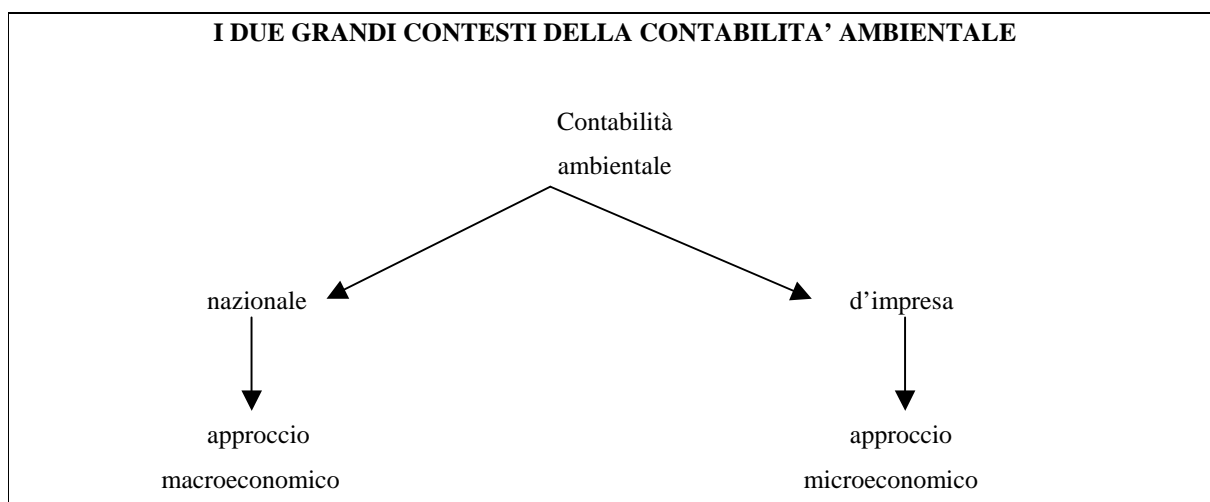 I DUE GRANDI CONTESTI DELLA CONTABILITA’ AMBIENTALE
Contabilità
ambientale
nazionale
d’impresa
approccio
macroeconomico
approccio
microeconomico